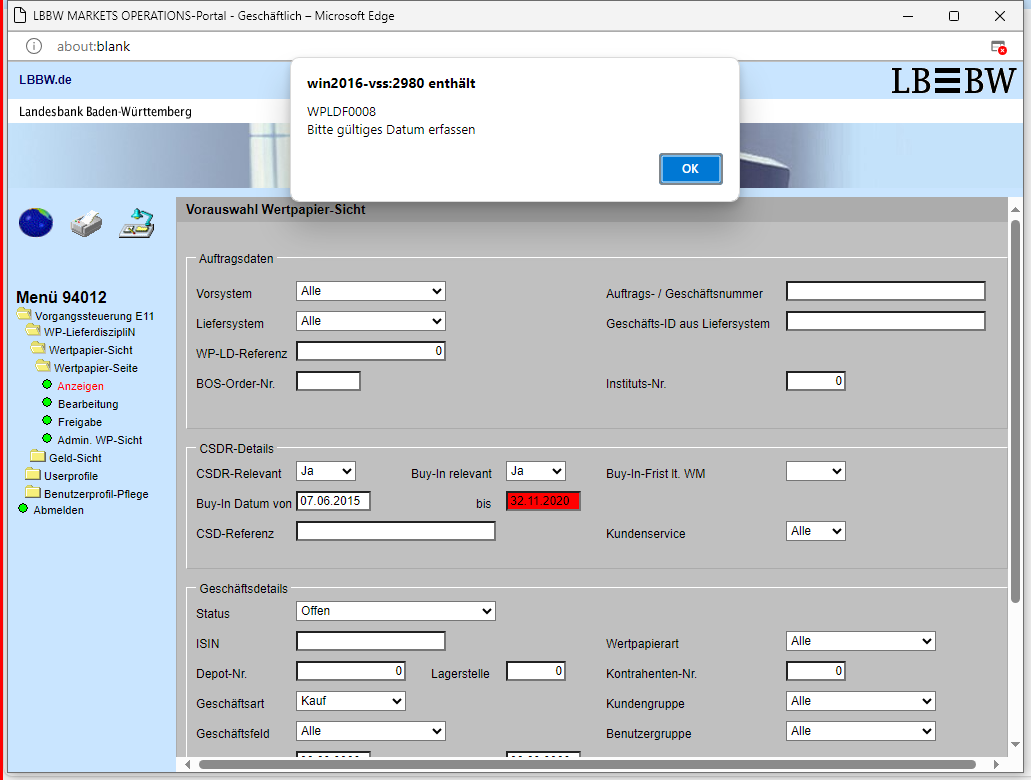 LBBW MARKETS OPERATIONS-Portal - Geschäftlich – Microsoft Edge
about:blank
LBBW.de
LBBW
Landesbank Baden-Württemberg
win2016-vss:2980 enthält
WPLDF0008
Bitte gültiges Datum erfassen
OK
Menü 94012
Vorgangssteuerung E11
WP-LieferdiszipliN
Wertpapier-Sicht
Wertpapier-Seite
Anzeigen
Bearbeitung
Freigabe
Admin. WP-Sicht
Geld-Sicht
Userprofile
Benutzerprofil-Pflege
Abmelden
Vorauswahl Wertpapier-Sicht
Auftragsdaten
Vorsystem Alle Auftrags- / Geschäftsnummer
Liefersystem Alle Geschäfts-ID aus Liefersystem
WP-LD-Referenz 0
BOS-Order-Nr. Instituts-Nr. 0
CSDR-Details
CSDR-Relevant Ja Buy-In relevant Ja Buy-In-Frist lt. WM
Buy-In Datum von 07.06.2015 bis 32.11.2020
CSD-Referenz Kundenservice Alle
Geschäftsdetails
Status Offen
ISIN Wertpapierart Alle
Depot-Nr. 0 Lagerstelle 0 Kontrahenten-Nr. 0
Geschäftsart Kauf Kundengruppe Alle
Geschäftsfeld Alle Benutzergruppe Alle